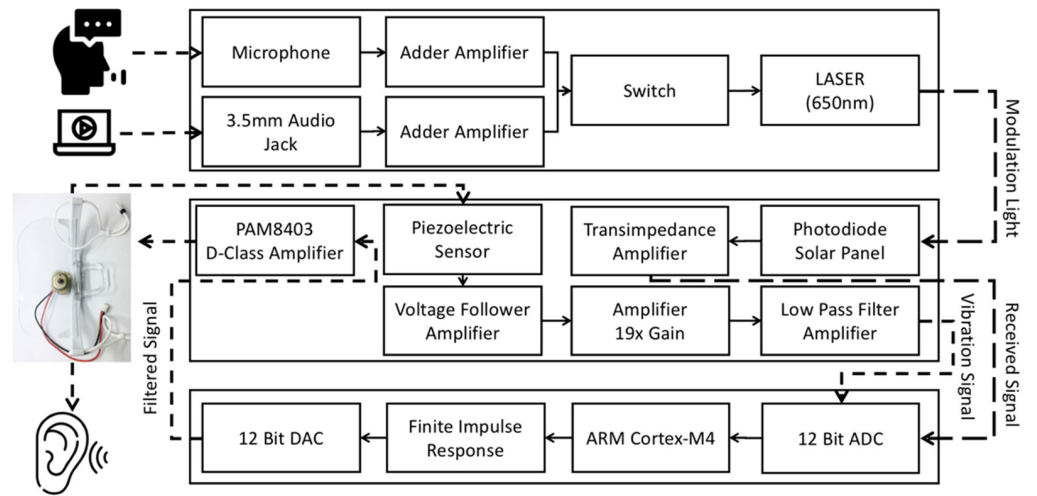 Microphone
Adder Amplifier
3.5mm Audio
Jack
Adder Amplifier
Switch
LASER
(650nm)
Modulation Light
PAM8403
D-Class Amplifier
Piezoelectric
Sensor
Transimpedance
Amplifier
Photodiode
Solar Panel
Voltage Follower
Amplifier
Amplifier
19x Gain
Low Pass Filter
Amplifier
Vibration Signal
Received Signal
Filtered Signal
12 Bit DAC
Finite Impulse
Response
ARM Cortex-M4
12 Bit ADC